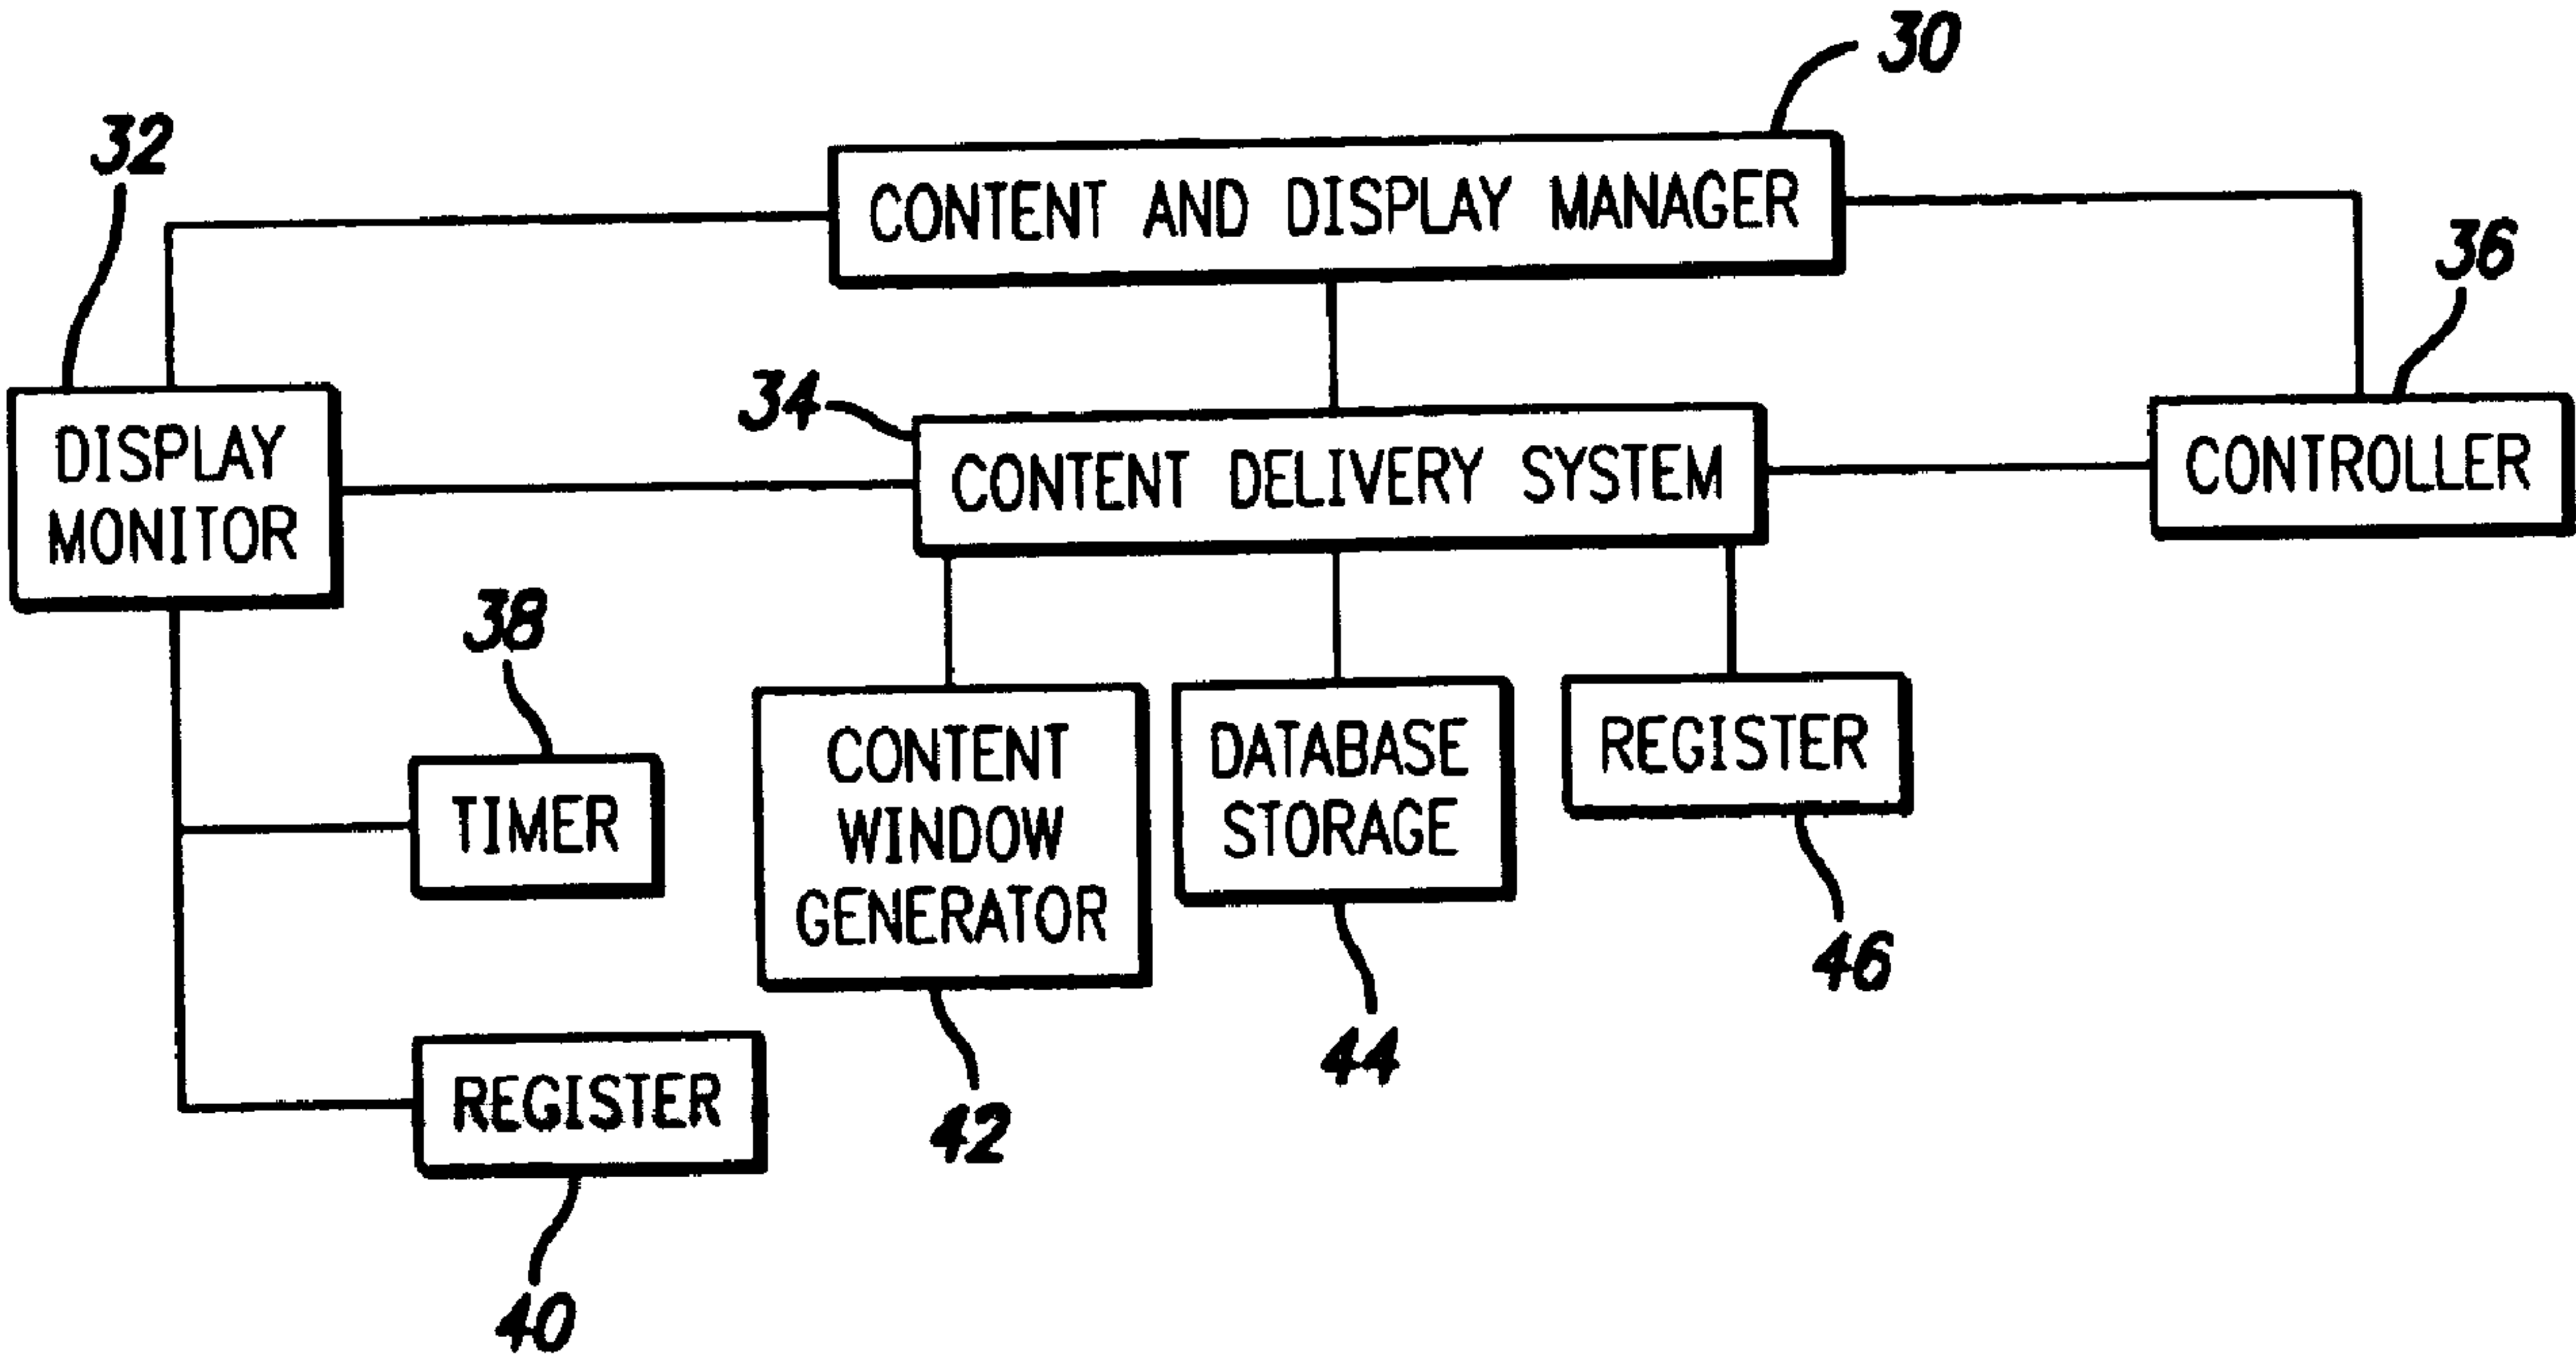 30
CONTENT AND DISPLAY MANAGER
32
36
34
DISPLAY
MONITOR
CONTENT DELIVERY SYSTEM
CONTROLLER
38
TIMER
CONTENT
WINDOW
GENERATOR
DATABASE
STORAGE
REGISTER
46
44
42
REGISTER
40